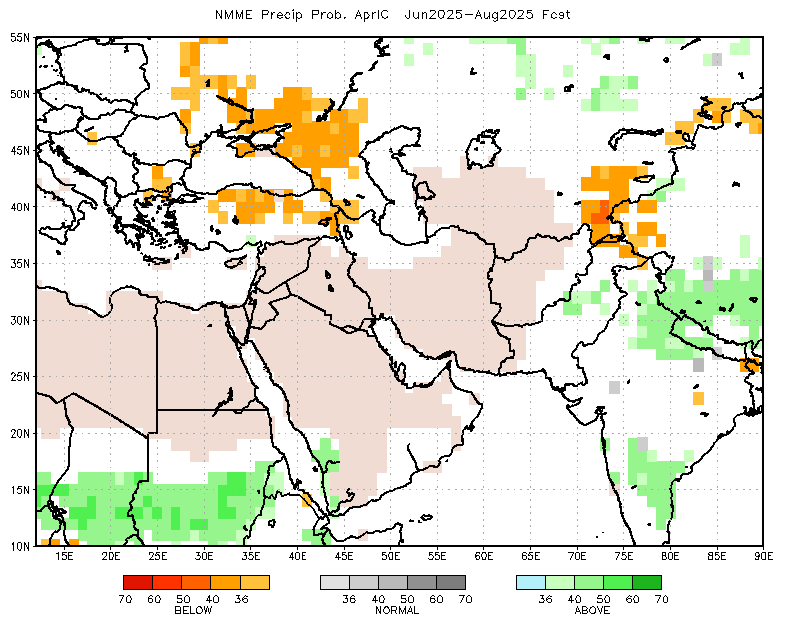 NMME Precip Prob. AprIC Jun2025-Aug2025 Fcst
55N
50N
45N
40N
35N
30N
25N
20N
15N
10N
15E 20E 25E 30E 35E 40E 45E 50E 55E 60E 65E 70E 75E 80E 85E 90E
70 60 50 40 36 36 40 50 60 70 36 40 50 60 70
BELOW NORMAL ABOVE